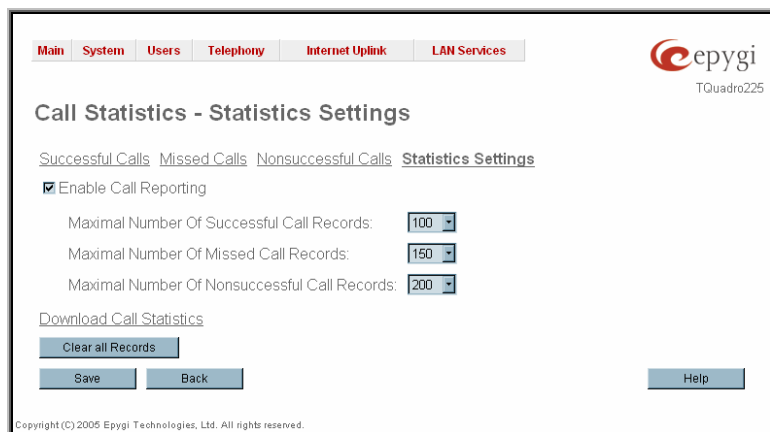 Main System Users Telephony Internet Uplink LAN Services
epygi
TQuadro225
Call Statistics - Statistics Settings
Successful Calls Missed Calls Nonsuccessful Calls Statistics Settings
Enable Call Reporting
Maximal Number Of Successful Call Records: 100
Maximal Number Of Missed Call Records: 150
Maximal Number Of Nonsuccessful Call Records: 200
Download Call Statistics
Clear all Records
Save Back Help
Copyright (C) 2005 Epygi Technologies, Ltd. All rights reserved.